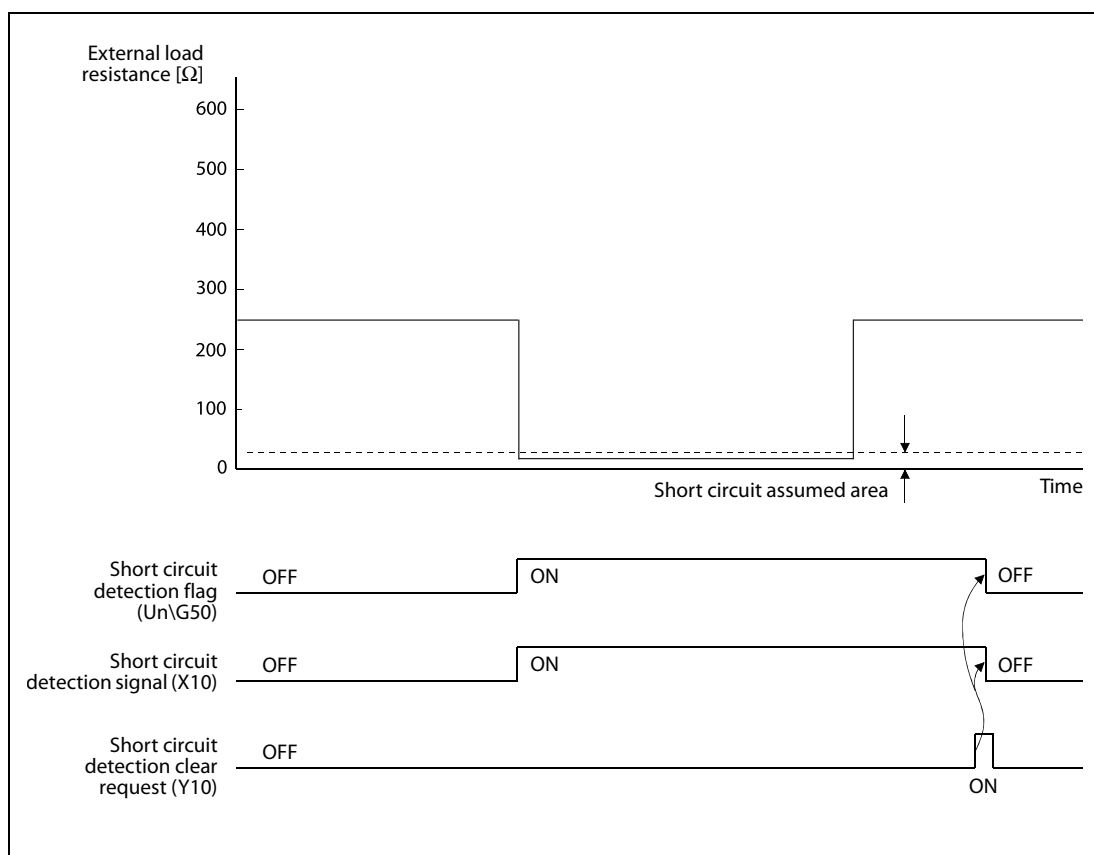 External load
resistance [Ω]
600
500
400
300
200
100
0
Short circuit assumed area
Time
Short circuit
detection flag
(Un\G50)
OFF
ON
OFF
Short circuit
detection signal (X10)
OFF
ON
OFF
Short circuit
detection clear
request (Y10)
OFF
ON